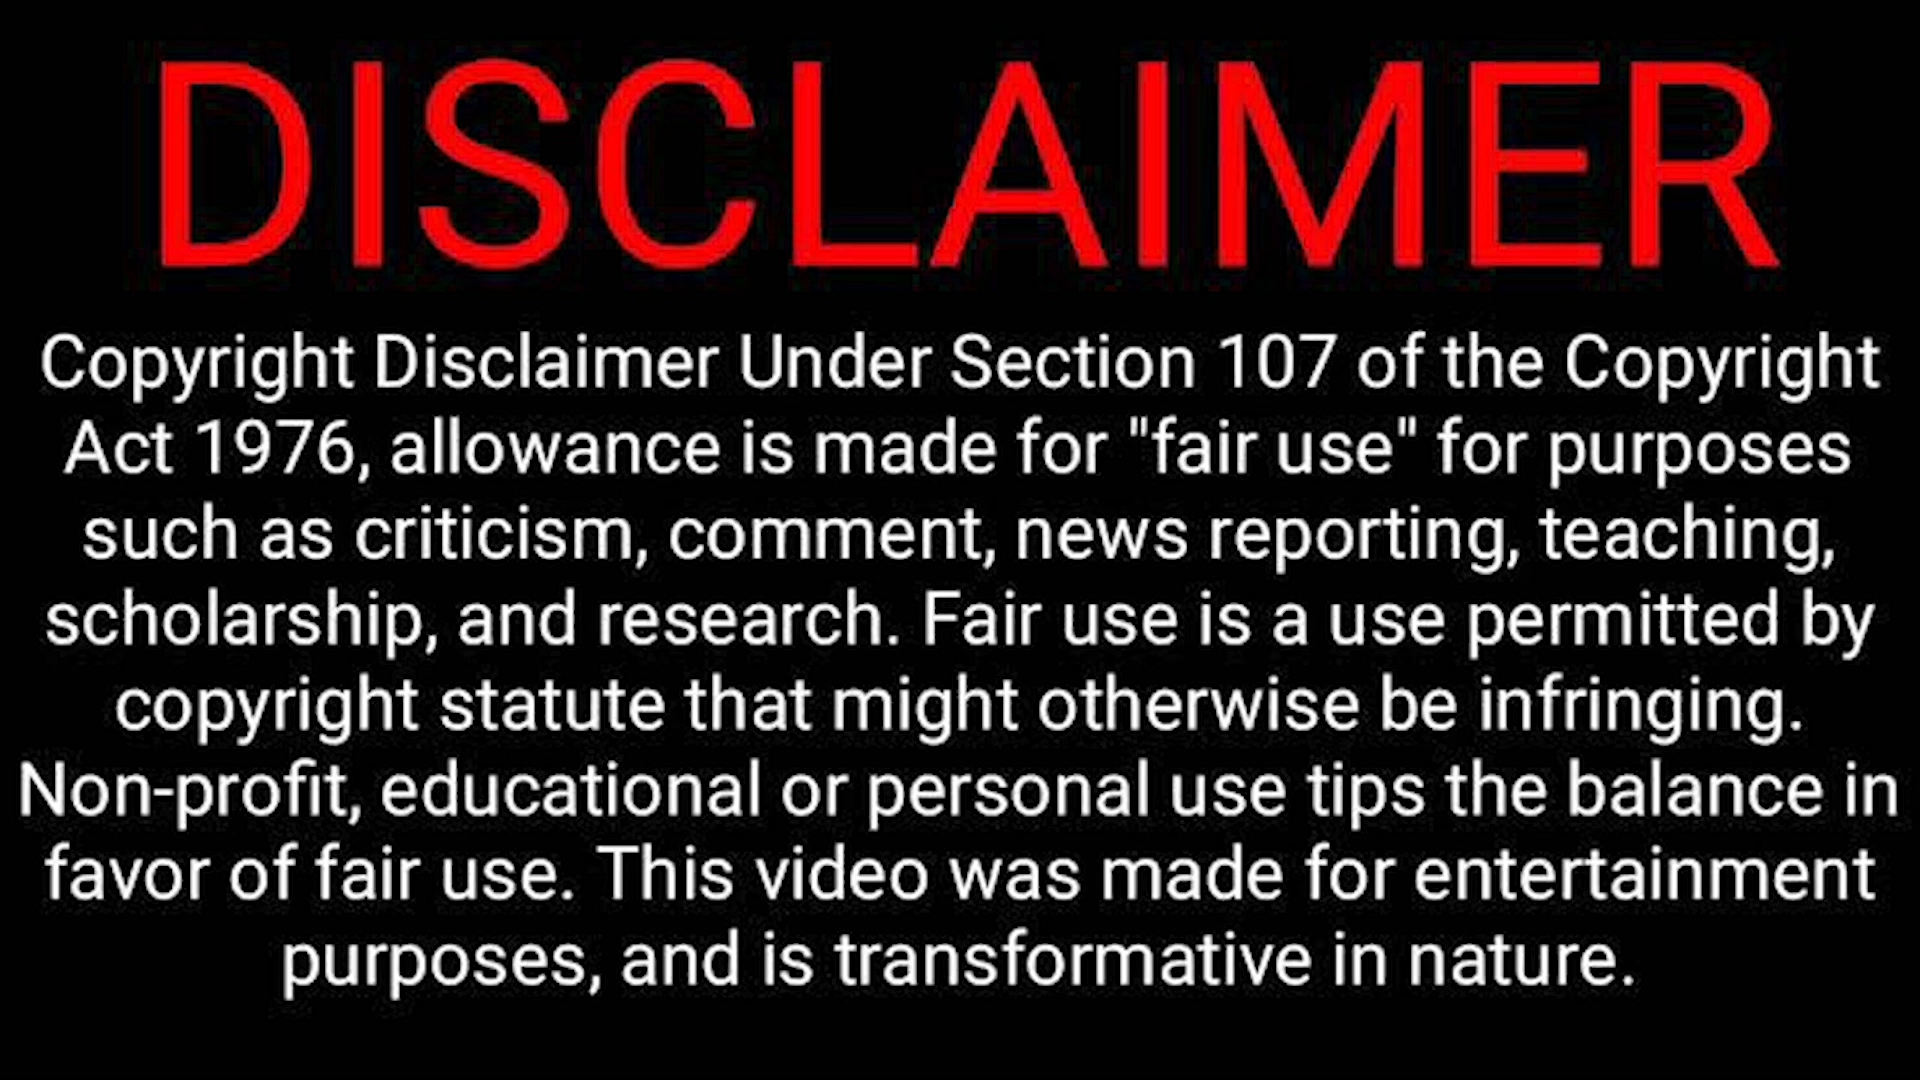 DISCLAIMER
Copyright Disclaimer Under Section 107 of the Copyright
Act 1976, allowance is made for "fair use" for purposes
such as criticism, comment, news reporting, teaching,
scholarship, and research. Fair use is a use permitted by
copyright statute that might otherwise be infringing.
Non-profit, educational or personal use tips the balance in
favor of fair use. This video was made for entertainment
purposes, and is transformative in nature.